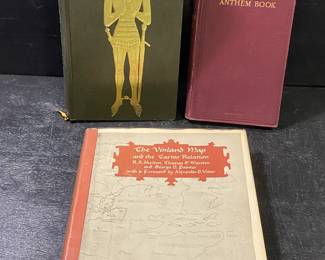 ANTHEM BOOK
The Vinland Map
and the Tartar Relation
R.A. Skelton, Thomas E. Marston
and George D. Painter
with a Foreword by Alexander O. Vietor